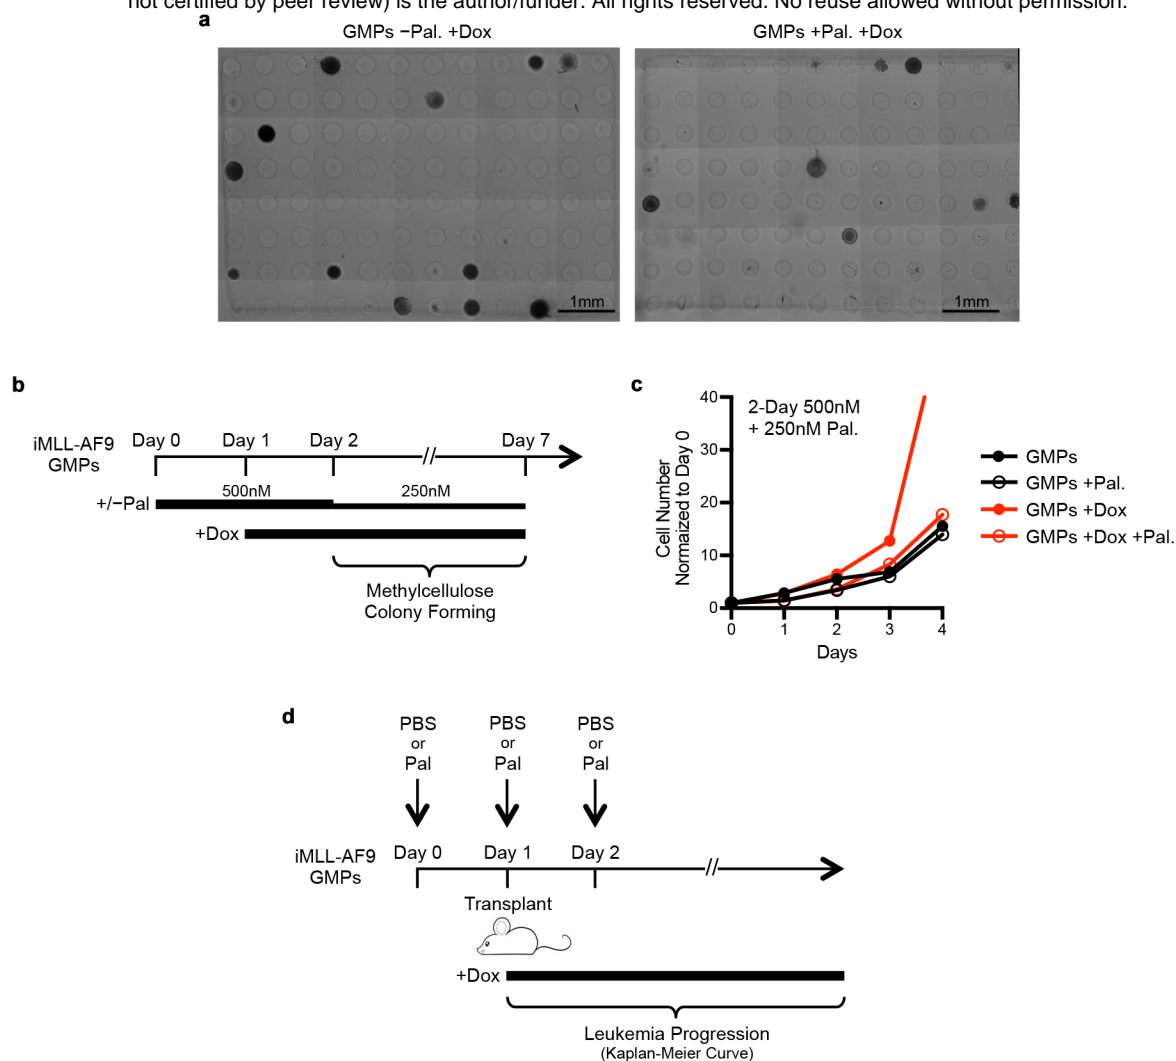 not certified by peer review) is the author/funder. All rights reserved. No reuse allowed without permission.
a
GMPs −Pal. +Dox
GMPs +Pal. +Dox
1mm
1mm
b
iMLL-AF9
GMPs
Day 0
Day 1
Day 2
Day 7
+/−Pal
500nM
250nM
+Dox
Methylcellulose
Colony Forming
c
2-Day 500nM
+ 250nM Pal.
Cell Number
Normaized to Day 0
40
30
20
10
0
0
1
2
3
4
Days
GMPs
GMPs +Pal.
GMPs +Dox
GMPs +Dox +Pal.
d
PBS
or
Pal
PBS
or
Pal
PBS
or
Pal
iMLL-AF9
GMPs
Day 0
Day 1
Day 2
Transplant
+Dox
Leukemia Progression
(Kaplan-Meier Curve)